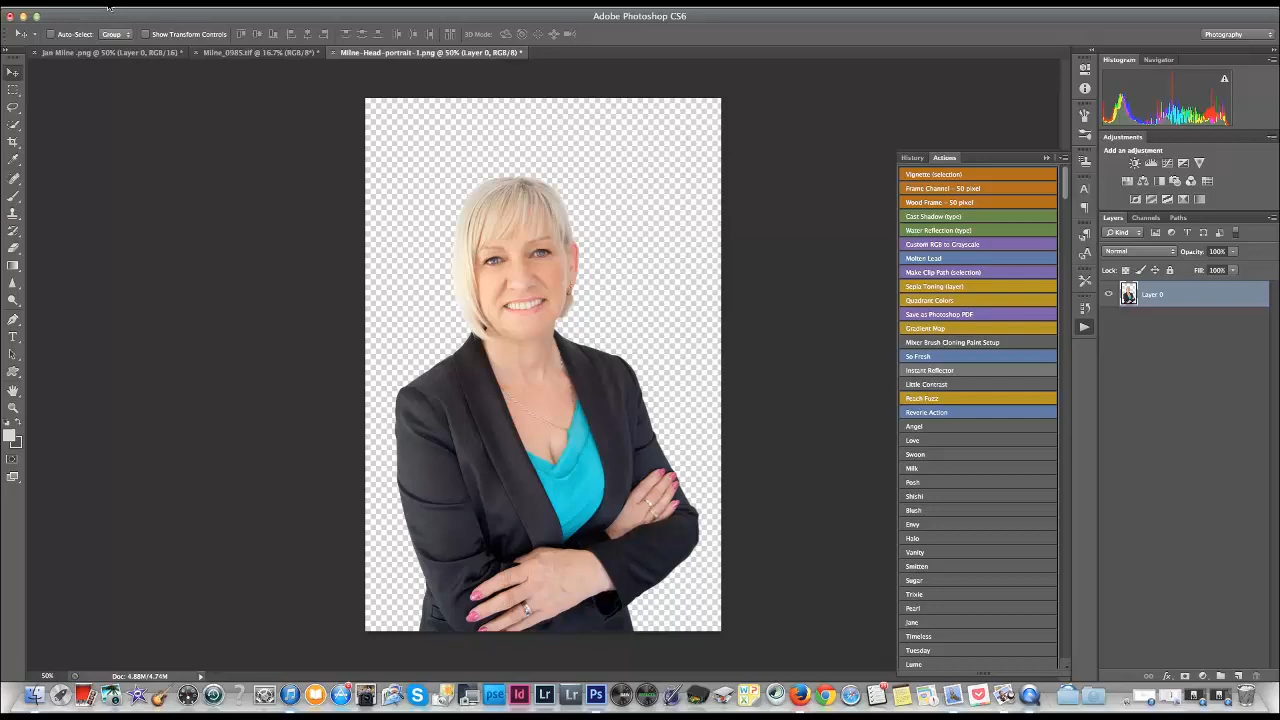 Adobe Photoshop CS6
Auto-Select: Group Show Transform Controls 3D Mode: Photography
Jan Milne .png @ 50% (Layer 0, RGB/16) * Milne_0985.tif @ 16.7% (RGB/8*) Milne-Head-portrait-1.png @ 50% (Layer 0, RGB/8) *
Histogram Navigator
Adjustments
Add an adjustment
History Actions
Vignette (selection)
Frame Channel - 50 pixel
Wood Frame - 50 pixel
Cast Shadow (type)
Water Reflection (type)
Custom RGB to Grayscale
Molten Lead
Make Clip Path (selection)
Sepia Toning (layer)
Quadrant Colors
Save as Photoshop PDF
Gradient Map
Mixer Brush Cloning Paint Setup
So Fresh
Instant Reflector
Little Contrast
Peach Fuzz
Reverie Action
Angel
Love
Swoon
Milk
Posh
Shishi
Blush
Envy
Halo
Vanity
Smitten
Sugar
Trixie
Pearl
Jane
Timeless
Tuesday
Lume
Layers Channels Paths
Kind
Normal Opacity: 100%
Lock: Fill: 100%
Layer 0
50% Doc: 4.88M/4.74M
pse Id Lr Lr Ps